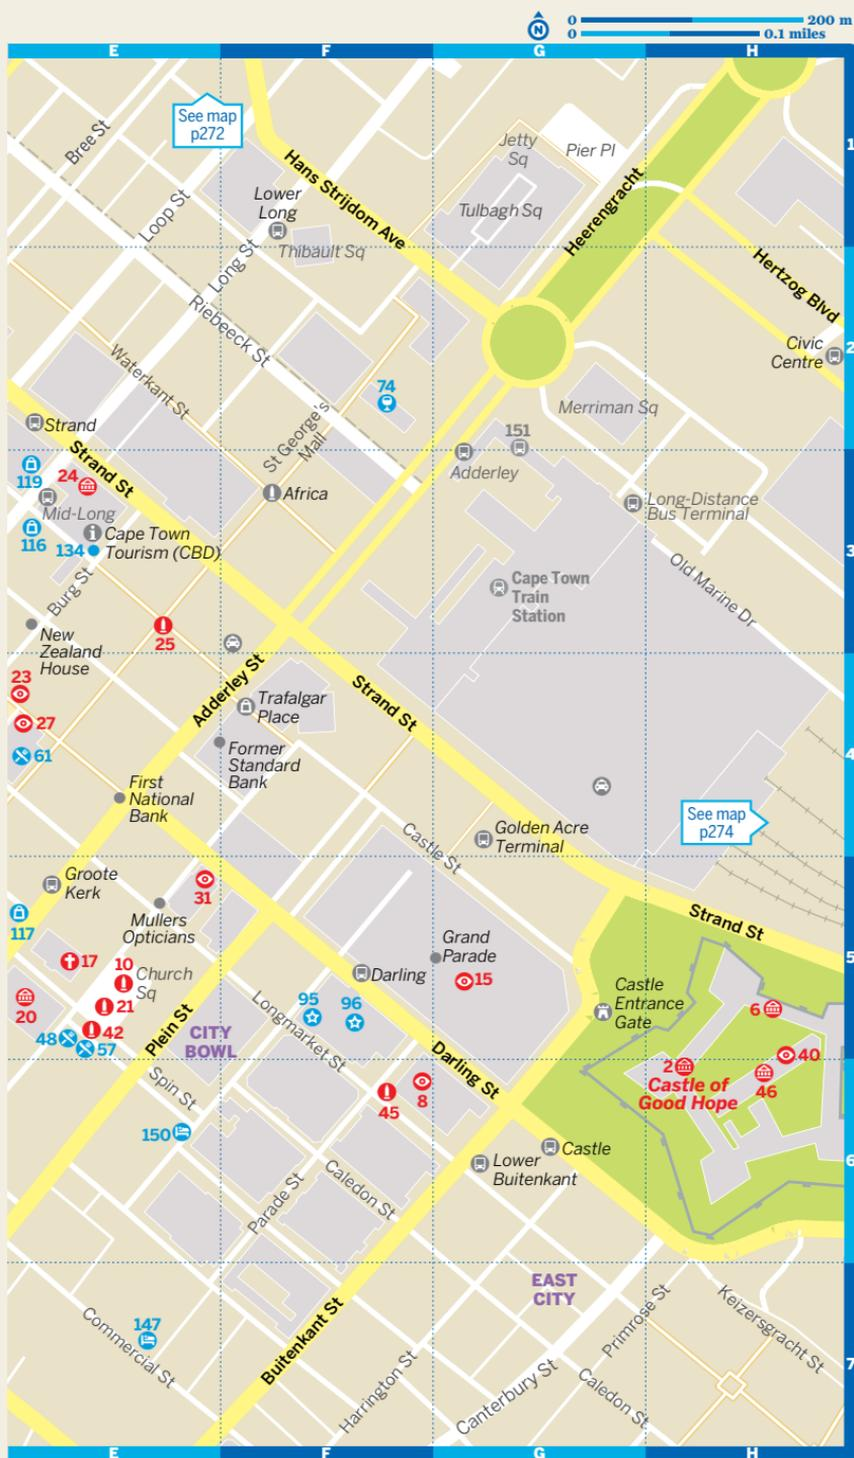 0 200 m
0 0.1 miles
N
E F G H
See map
p272
Bree St
Jetty
Sq
Pier Pl
1
Hans Strijdom Ave
Lower
Long
Loop St
Tulbagh Sq
Heerengracht
Thibault Sq
Long St
Hertzog Blvd
Riebeeck St
Civic
Centre
2
Waterkant St
74
Merriman Sq
Strand
St George's
Mall
151
Adderley
Strand St
119
24
Africa
Long-Distance
Bus Terminal
Mid-Long
116
Cape Town
Tourism (CBD)
134
3
Old Marine Dr
Burg St
Cape Town
Train
Station
25
New
Zealand
House
23
Adderley St
Strand St
Trafalgar
Place
27
61
Former
Standard
Bank
4
First
National
Bank
See map
p274
Castle St
Golden Acre
Terminal
Groote
Kerk
31
117
Mullers
Opticians
Strand St
Grand
Parade
5
17
10
Church
Sq
Darling
15
Castle
Entrance
Gate
20
21
95
96
6
42
48
57
Plein St
CITY
BOWL
Longmarket St
Darling St
40
2
46
Castle of
Good Hope
Spin St
45
8
150
Castle
Lower
Buitenkant
6
Caledon St
Parade St
EAST
CITY
147
Commercial St
Buitenkant St
Primrose St
Keizersgracht St
7
Harrington St
Canterbury St
Caledon St
E F G H